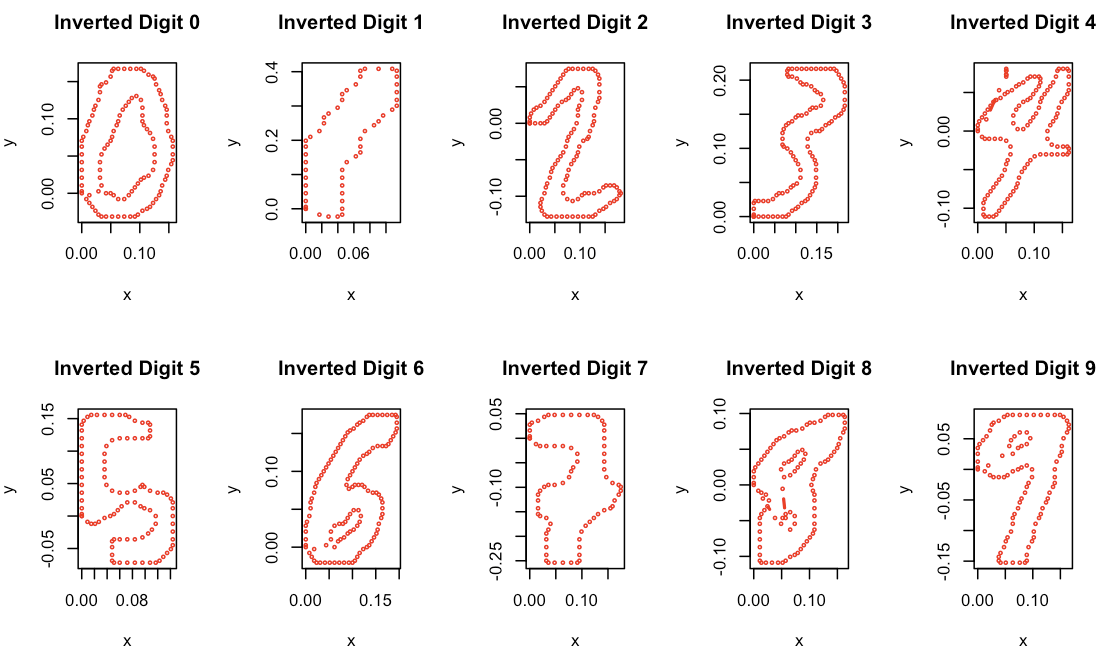 Inverted Digit 0
y
0.00 0.10
0.00 0.10
x
Inverted Digit 1
y
0.0 0.2 0.4
0.00 0.06
x
Inverted Digit 2
y
-0.10 0.00
0.00 0.10
x
Inverted Digit 3
y
0.00 0.10 0.20
0.00 0.15
x
Inverted Digit 4
y
-0.10 0.00
0.00 0.10
x
Inverted Digit 5
y
-0.05 0.05 0.15
0.00 0.08
x
Inverted Digit 6
y
0.00 0.10
0.00 0.15
x
Inverted Digit 7
y
-0.25 -0.10 0.05
0.00 0.10
x
Inverted Digit 8
y
-0.10 0.00 0.10
0.00 0.10
x
Inverted Digit 9
y
-0.15 -0.05 0.05
0.00 0.10
x